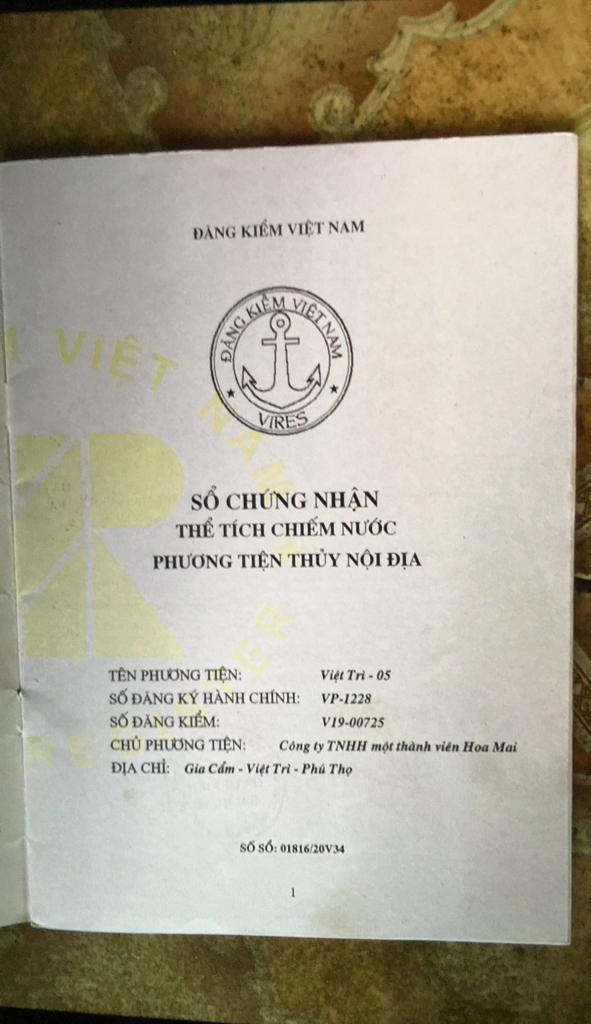 ĐĂNG KIỂM VIỆT NAM
ĐĂNG KIỂM VIỆT NAM
VIRES
VIỆT NAM
REGISTER
SỔ CHỨNG NHẬN
THỂ TÍCH CHIẾM NƯỚC
PHƯƠNG TIỆN THỦY NỘI ĐỊA
TÊN PHƯƠNG TIỆN: Việt Trì - 05
SỐ ĐĂNG KÝ HÀNH CHÍNH: VP-1228
SỐ ĐĂNG KIỂM: V19-00725
CHỦ PHƯƠNG TIỆN: Công ty TNHH một thành viên Hoa Mai
ĐỊA CHỈ: Gia Cẩm - Việt Trì - Phú Thọ
SỐ SỔ: 01816/20V34
1